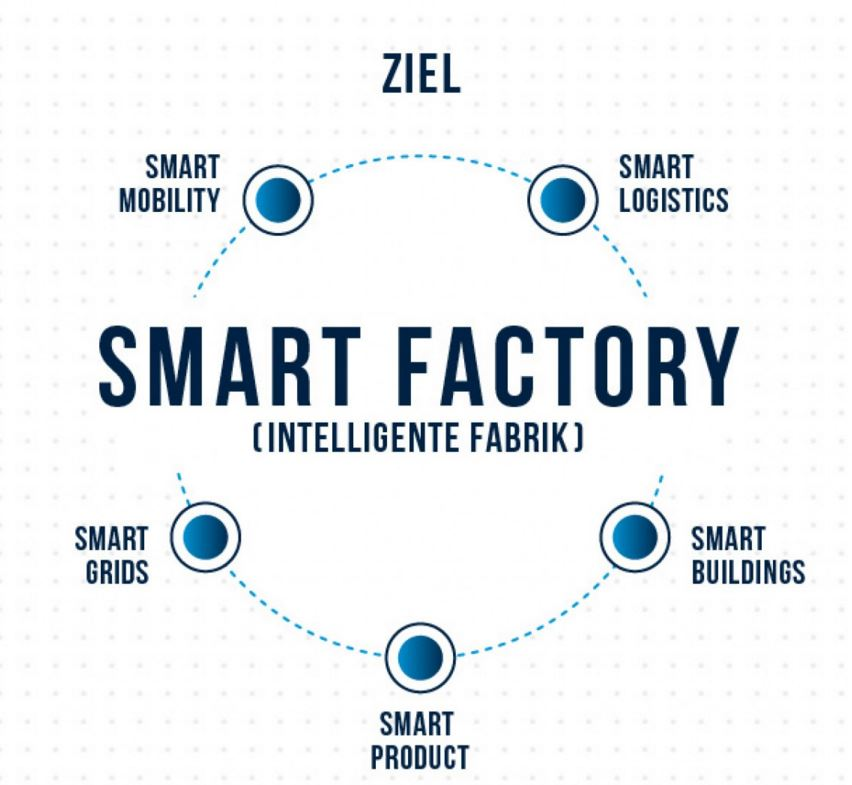 ZIEL
SMART
MOBILITY
SMART
LOGISTICS
SMART FACTORY
(INTELLIGENTE FABRIK)
SMART
GRIDS
SMART
BUILDINGS
SMART
PRODUCT